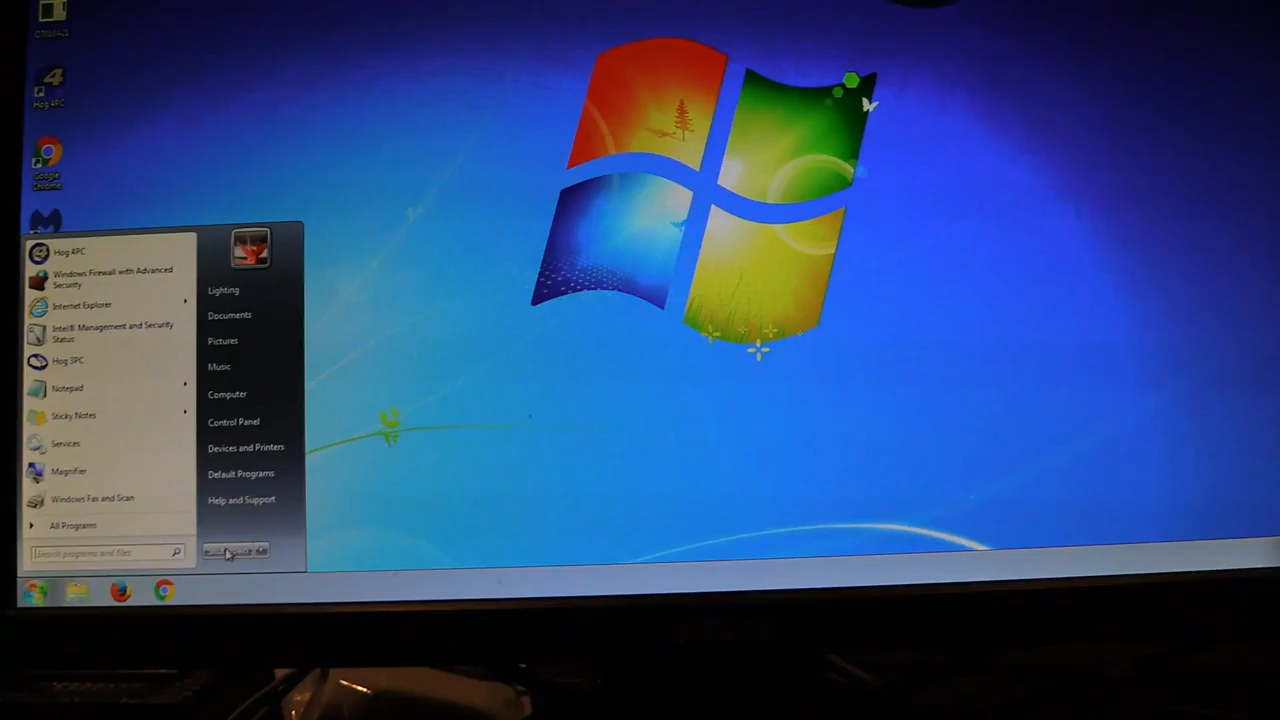 Hog 4PC
Google
Chrome
Hog 4PC
Windows Firewall with Advanced
Security
Internet Explorer
Intel® Management and Security
Status
Hog 3PC
Notepad
Sticky Notes
Services
Magnifier
Windows Fax and Scan
All Programs
Search programs and files
Lighting
Documents
Pictures
Music
Computer
Control Panel
Devices and Printers
Default Programs
Help and Support